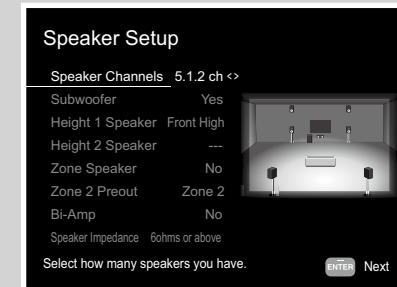 Speaker Setup
Speaker Channels 5.1.2 ch <>
Subwoofer Yes
Height 1 Speaker Front High
Height 2 Speaker ---
Zone Speaker No
Zone 2 Preout Zone 2
Bi-Amp No
Speaker Impedance 6ohms or above
Select how many speakers you have.
ENTER Next